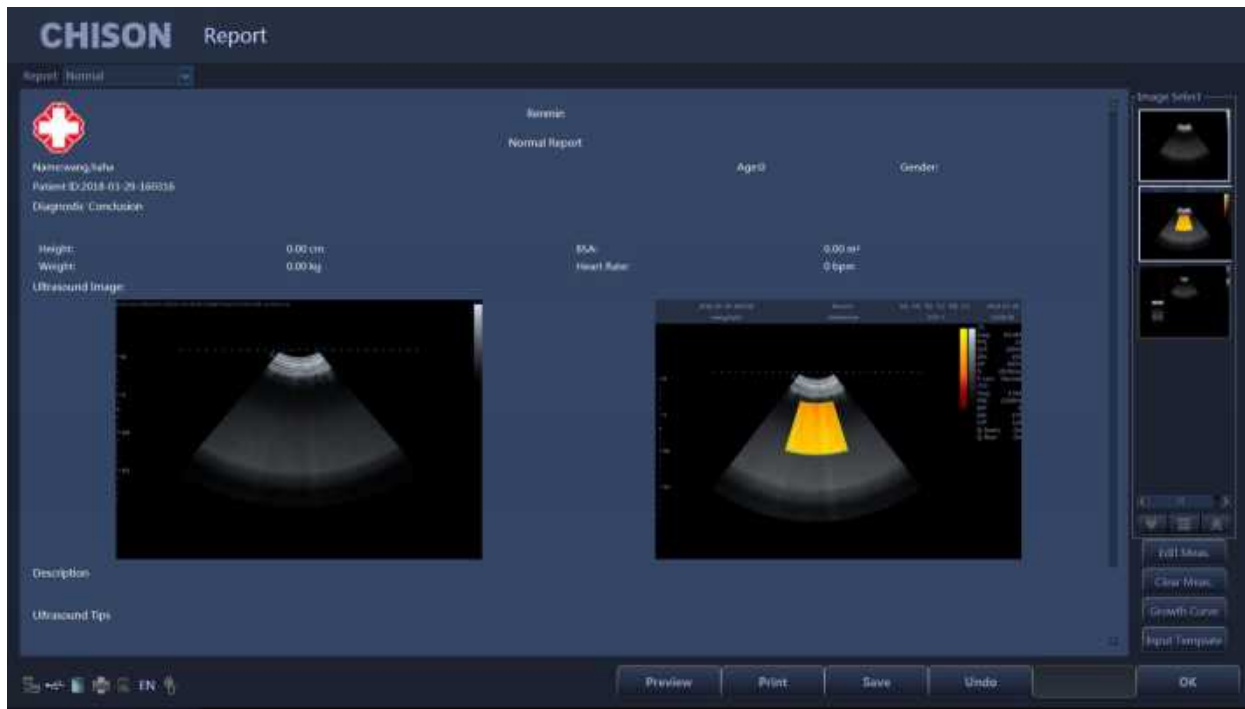 CHISON Report
Report Normal
Image Select
Renmin
Normal Report
Name:wang,haha Age:0 Gender:
Patient ID:2018-01-29-160316
Diagnostic Conclusion
Height: 0.00 cm BSA: 0.00 m²
Weight: 0.00 kg Heart Rate: 0 bpm
Ultrasound Image:
Description
Ultrasound Tips
Edit Meas.
Clear Meas.
Growth Curve
Input Template
EN
Preview Print Save Undo OK